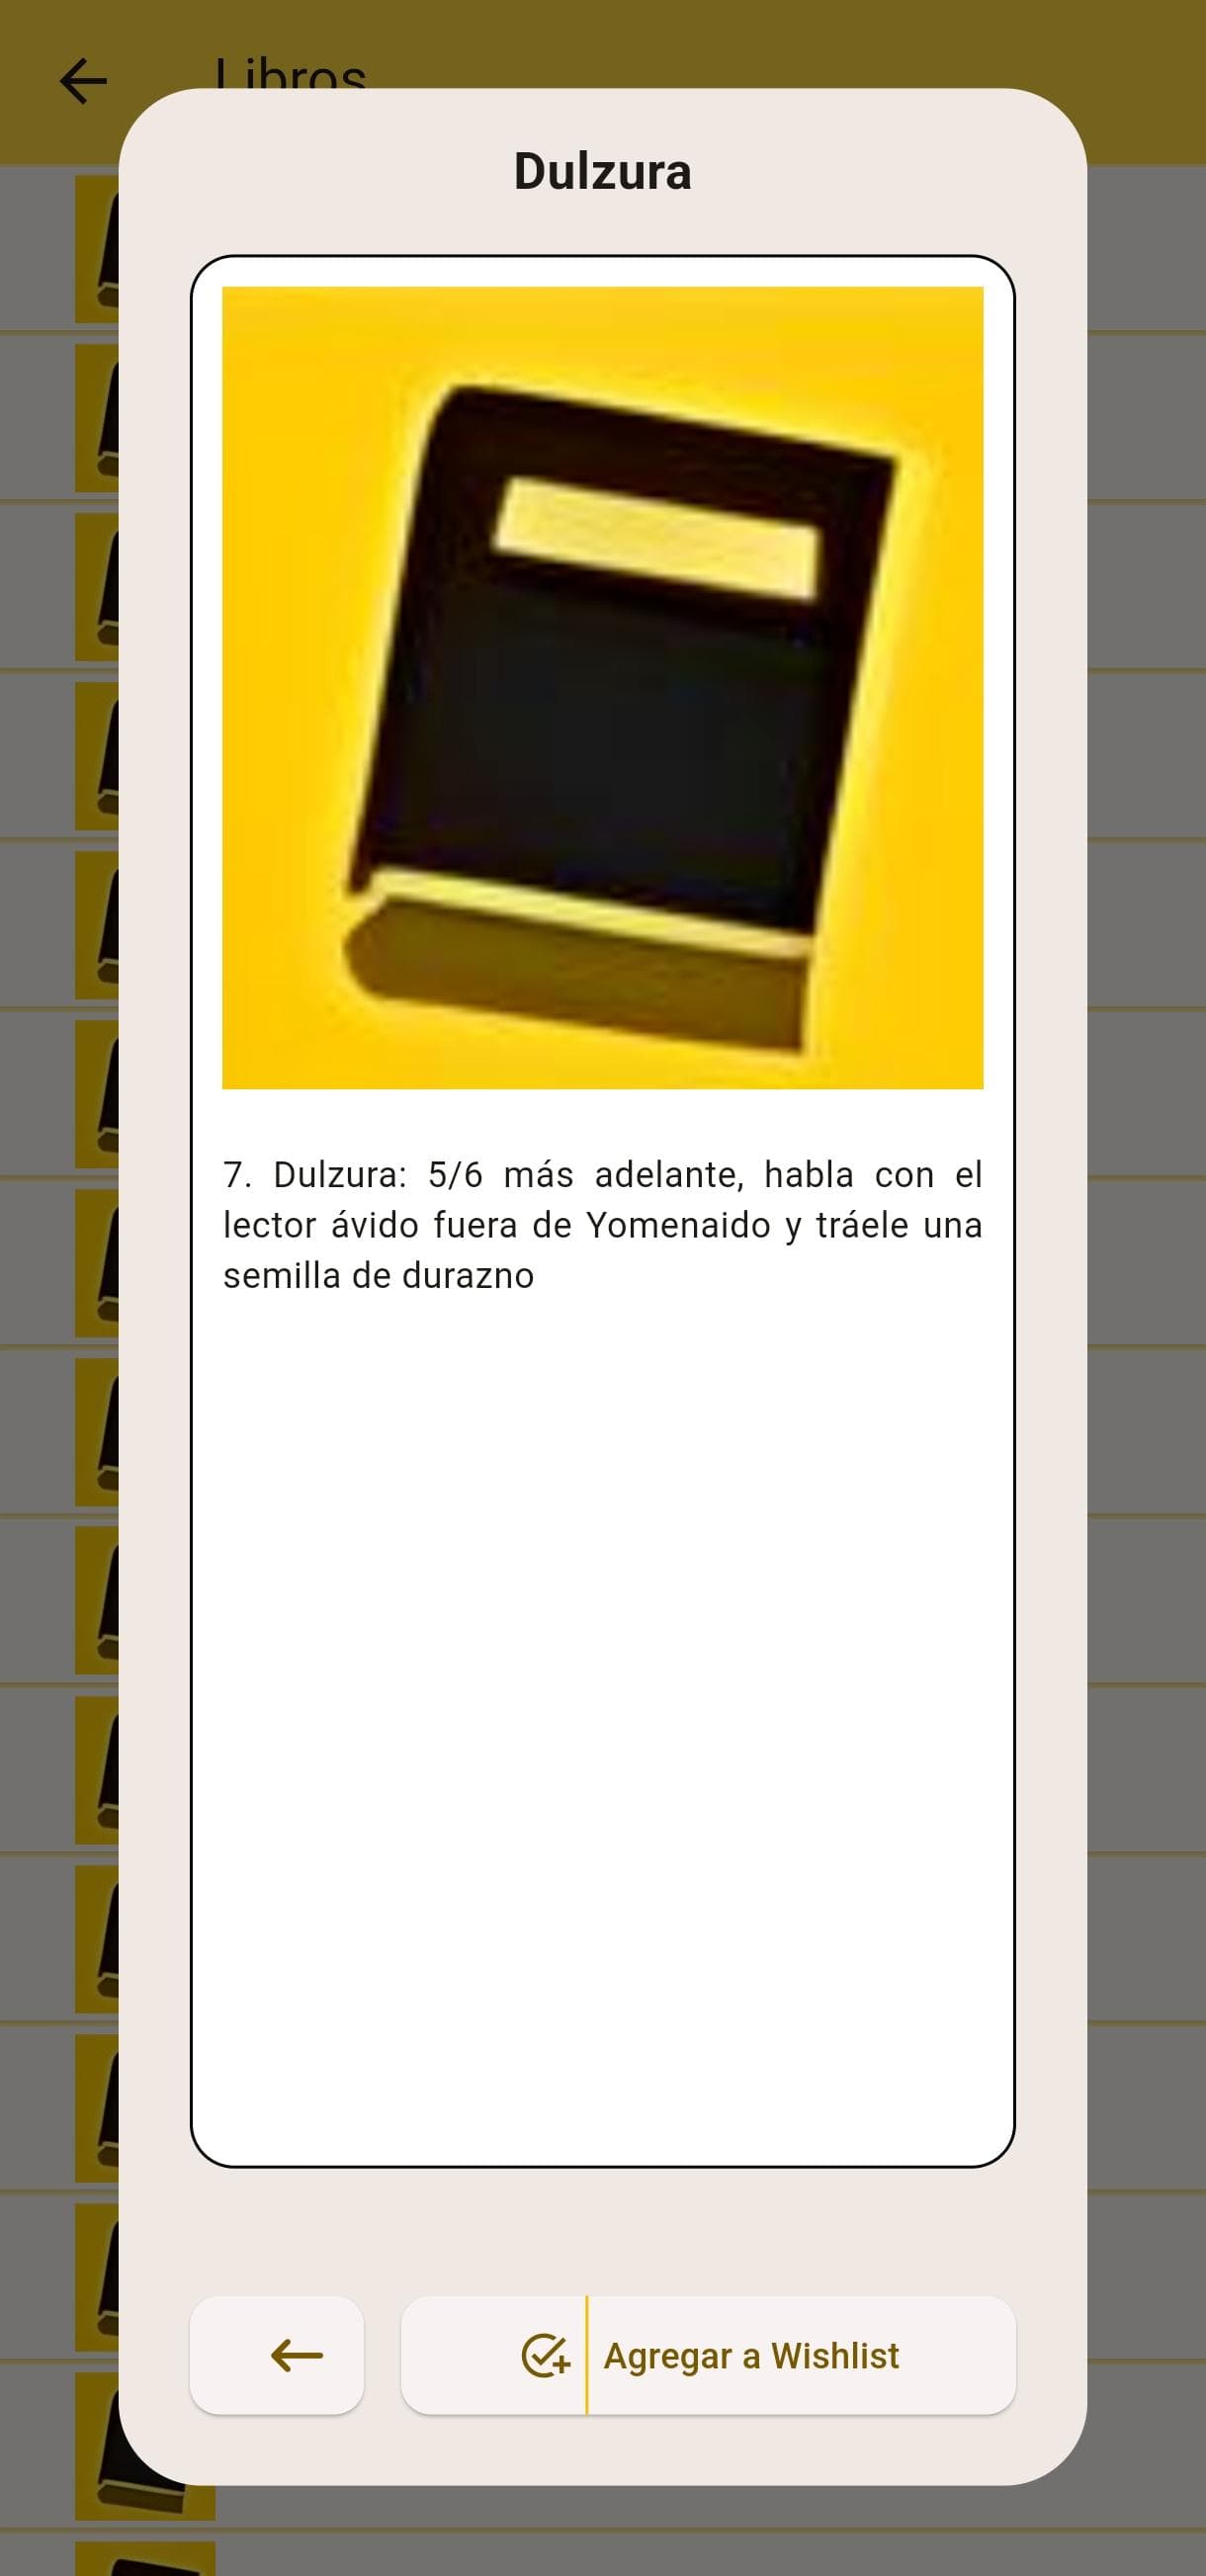 Libros
Dulzura
7. Dulzura: 5/6 más adelante, habla con el
lector ávido fuera de Yomenaido y tráele una
semilla de durazno
Agregar a Wishlist